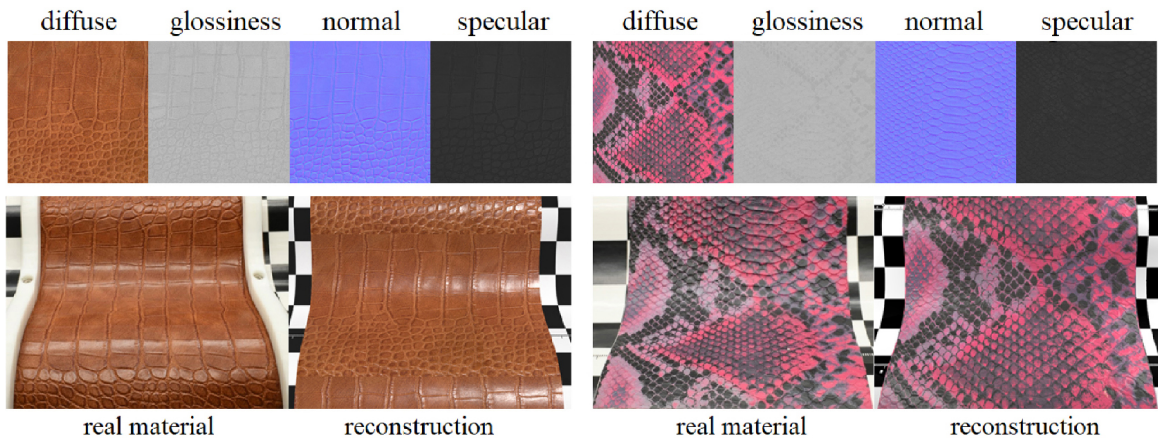 diffuse glossiness normal specular diffuse glossiness normal specular
real material reconstruction real material reconstruction